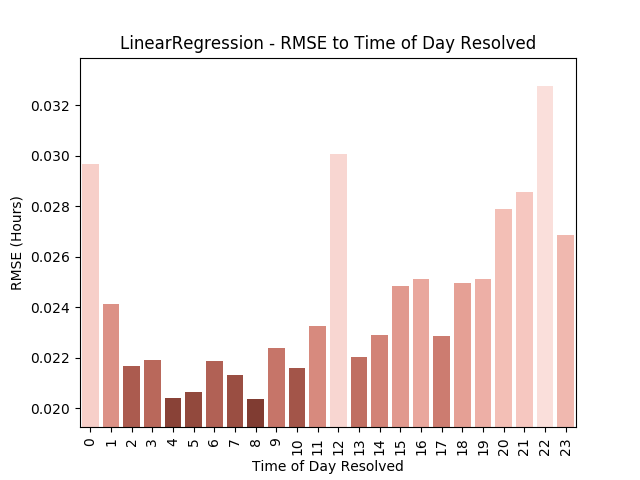 LinearRegression - RMSE to Time of Day Resolved
0.032
0.030
0.028
0.026
0.024
0.022
0.020
RMSE (Hours)
0 1 2 3 4 5 6 7 8 9 10 11 12 13 14 15 16 17 18 19 20 21 22 23
Time of Day Resolved